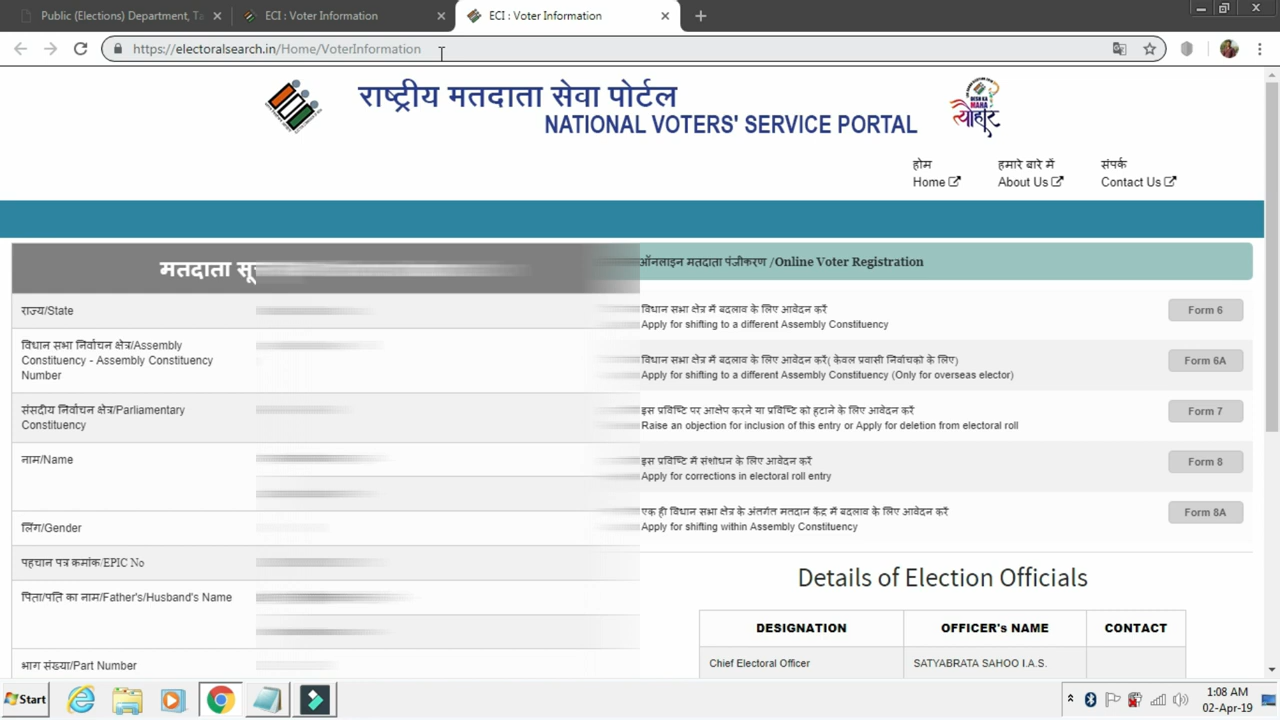 Public (Elections) Department, Ta
ECI : Voter Information
ECI : Voter Information
https://electoralsearch.in/Home/VoterInformation
राष्ट्रीय मतदाता सेवा पोर्टल
NATIONAL VOTERS' SERVICE PORTAL
DESH KA
MAHA
त्योहार
होम
Home
हमारे बारे में
About Us
संपर्क
Contact Us
मतदाता
राज्य/State
विधान सभा निर्वाचन क्षेत्र/Assembly
Constituency - Assembly Constituency
Number
संसदीय निर्वाचन क्षेत्र/Parliamentary
Constituency
नाम/Name
लिंग/Gender
पहचान पत्र क्रमांक/EPIC No
पिता/पति का नाम/Father's/Husband's Name
भाग संख्या/Part Number
ऑनलाइन मतदाता पंजीकरण /Online Voter Registration
विधान सभा क्षेत्र में बदलाव के लिए आवेदन करें
Apply for shifting to a different Assembly Constituency
Form 6
विधान सभा क्षेत्र में बदलाव के लिए आवेदन करें( केवल प्रवासी निर्वाचको के लिए)
Apply for shifting to a different Assembly Constituency (Only for overseas elector)
Form 6A
इस प्रविष्टि पर आक्षेप करने या प्रविष्टि को हटाने के लिए आवेदन करें
Raise an objection for inclusion of this entry or Apply for deletion from electoral roll
Form 7
इस प्रविष्टि में संशोधन के लिए आवेदन करें
Apply for corrections in electoral roll entry
Form 8
एक ही विधान सभा क्षेत्र के अंतर्गत मतदान केंद्र में बदलाव के लिए आवेदन करें
Apply for shifting within Assembly Constituency
Form 8A
Details of Election Officials
DESIGNATION OFFICER's NAME CONTACT
Chief Electoral Officer SATYABRATA SAHOO I.A.S.
Start
1:08 AM
02-Apr-19